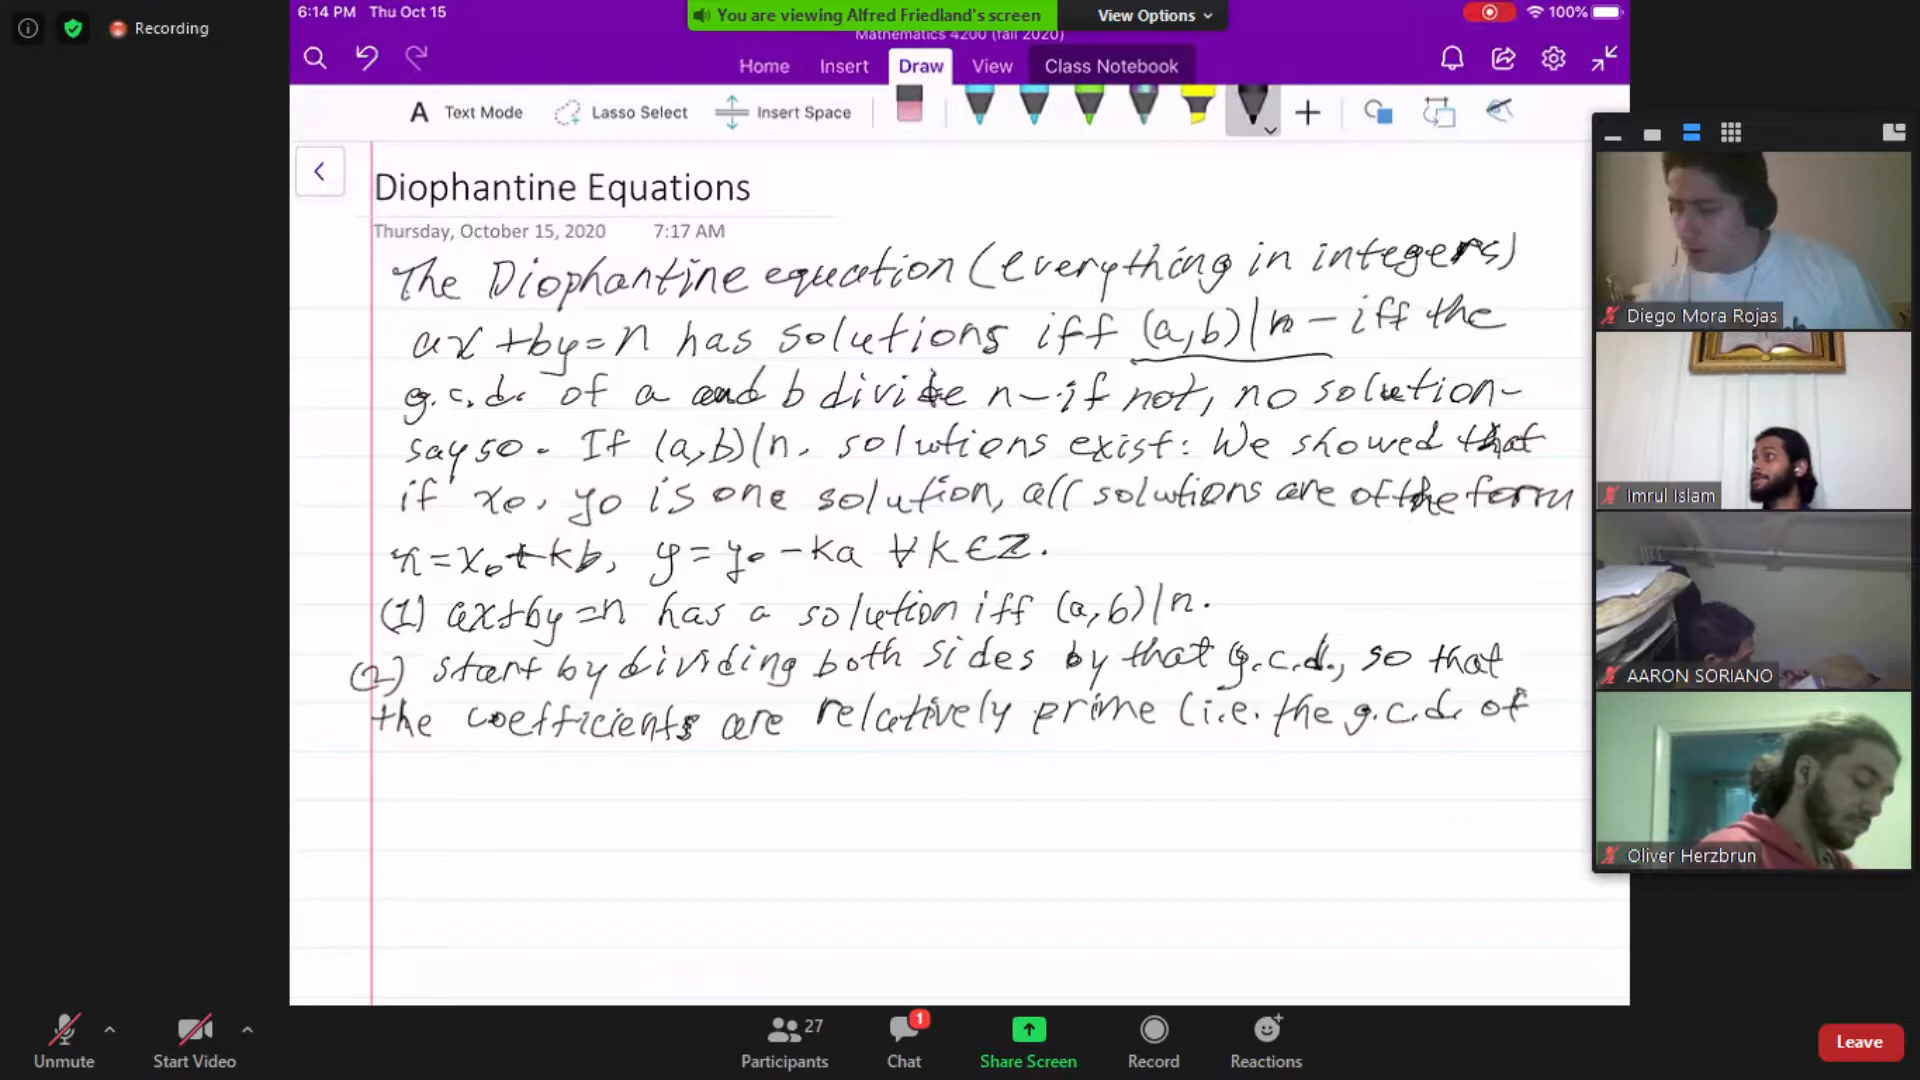 6:14 PM Thu Oct 15
You are viewing Alfred Friedland's screen
View Options
100%
Recording
Mathematics 4200 (fall 2020)
Home Insert Draw View Class Notebook
A Text Mode Lasso Select Insert Space
Diophantine Equations
Thursday, October 15, 2020 7:17 AM
The Diophantine equation (everything in integers)
ax+by=n has solutions iff (a,b)|n - iff the
g.c.d. of a and b divide n - if not, no solution -
say so. If (a,b)|n, solutions exist: We showed that
if x₀, y₀ is one solution, all solutions are of the form
x=x₀+kb, y=y₀-ka ∀k∈Z.
(1) ax+by=n has a solution iff (a,b)|n.
(2) start by dividing both sides by that g.c.d., so that
the coefficients are relatively prime (i.e. the g.c.d. of
Diego Mora Rojas
Imrul Islam
AARON SORIANO
Oliver Herzbrun
Unmute
Start Video
27
Participants
1
Chat
Share Screen
Record
Reactions
Leave